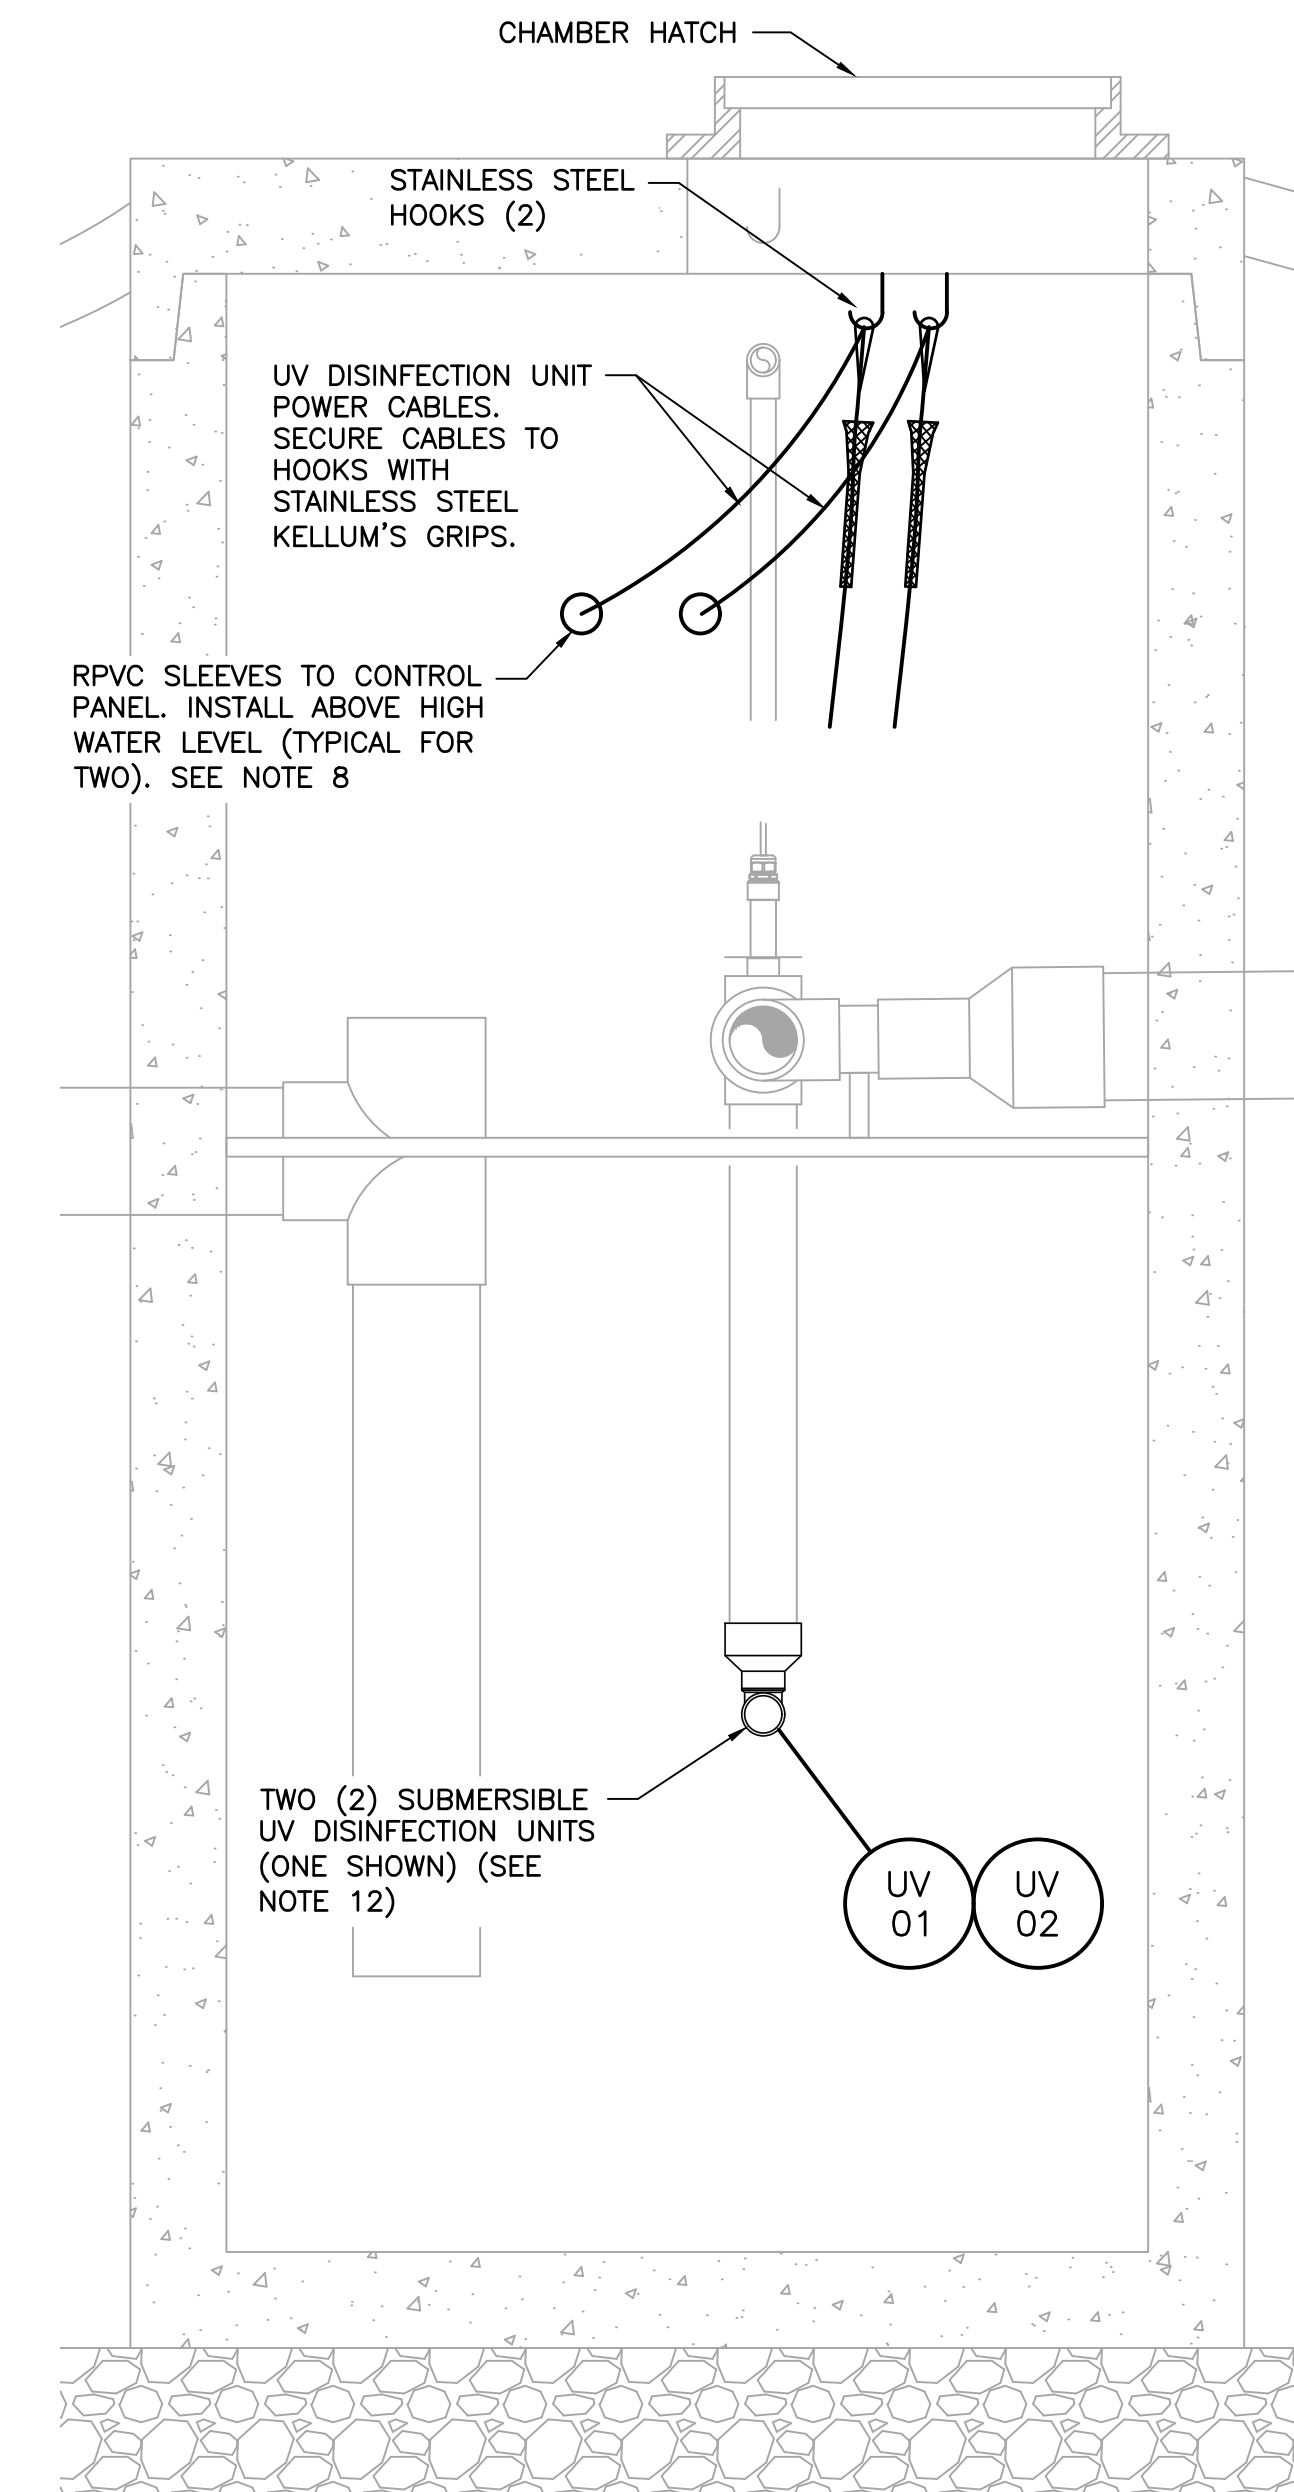 CHAMBER HATCH
STAINLESS STEEL
HOOKS (2)
UV DISINFECTION UNIT
POWER CABLES.
SECURE CABLES TO
HOOKS WITH
STAINLESS STEEL
KELLUM'S GRIPS.
RPVC SLEEVES TO CONTROL
PANEL. INSTALL ABOVE HIGH
WATER LEVEL (TYPICAL FOR
TWO). SEE NOTE 8
TWO (2) SUBMERSIBLE
UV DISINFECTION UNITS
(ONE SHOWN) (SEE
NOTE 12)
UV
01
UV
02